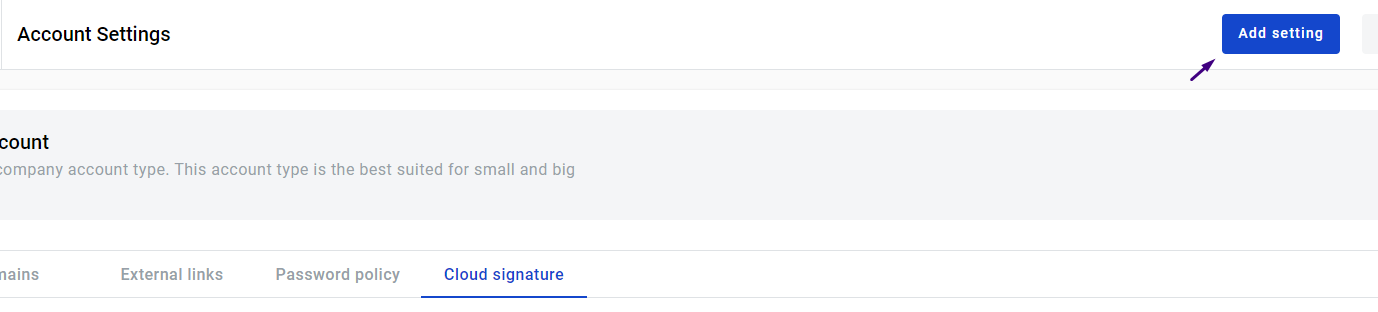 Account Settings
Add setting
count
company account type. This account type is the best suited for small and big
mains
External links
Password policy
Cloud signature